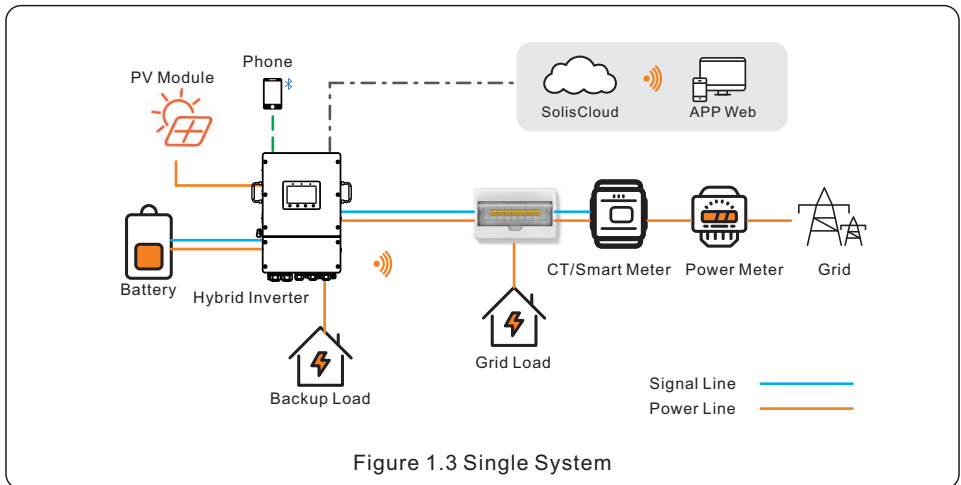 Phone
PV Module
SolisCloud
APP Web
Battery
Hybrid Inverter
CT/Smart Meter
Power Meter
Grid
Grid Load
Backup Load
Signal Line
Power Line
Figure 1.3 Single System